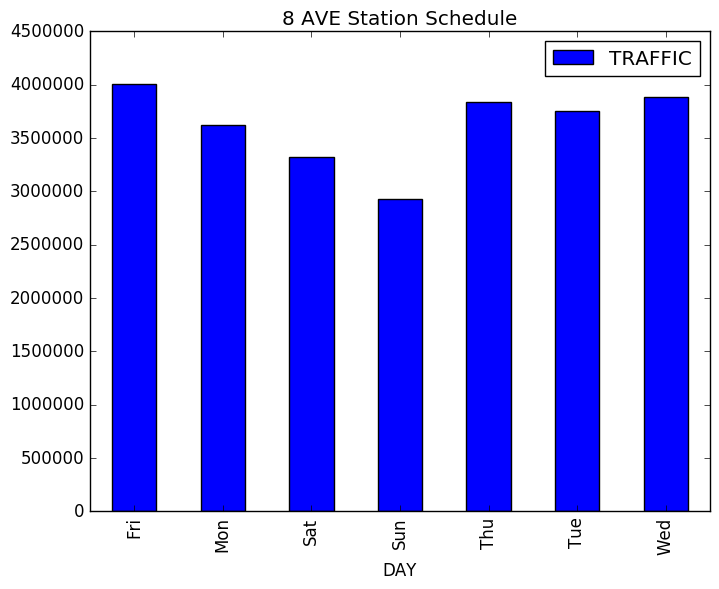 8 AVE Station Schedule
TRAFFIC
4500000
4000000
3500000
3000000
2500000
2000000
1500000
1000000
500000
0
Fri
Mon
Sat
Sun
Thu
Tue
Wed
DAY